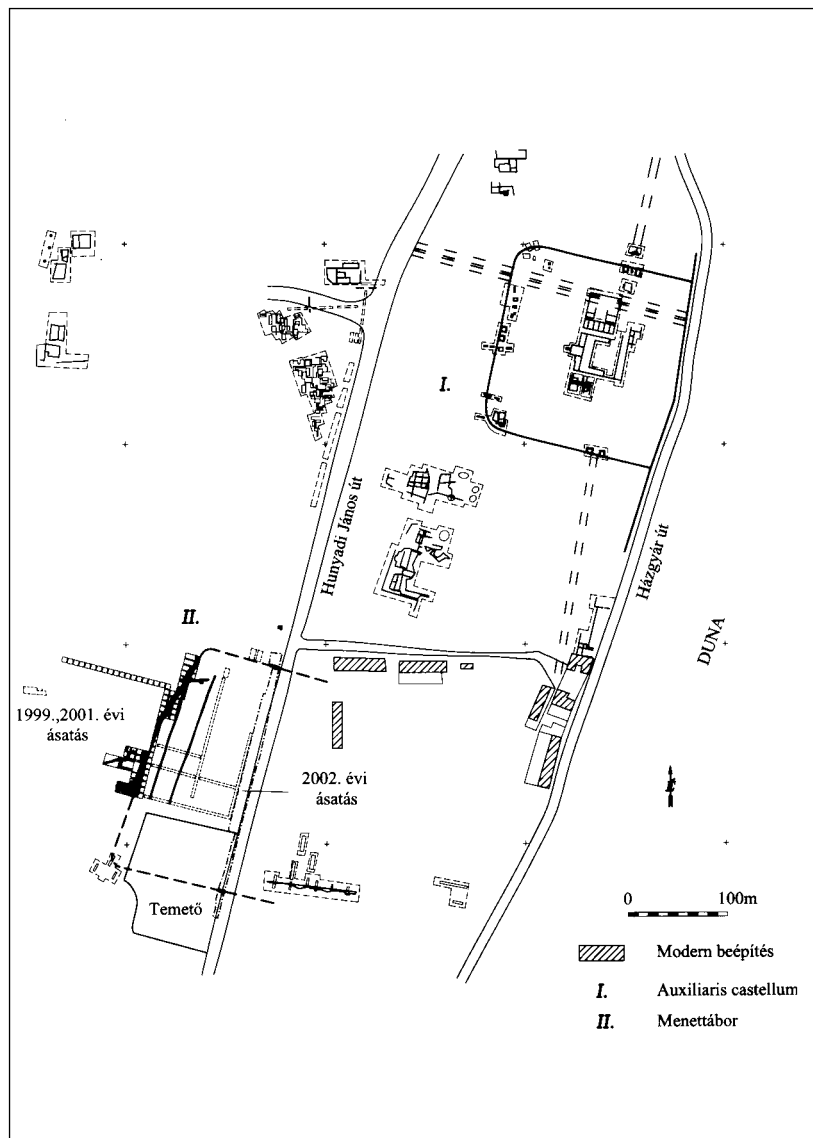 I.
Hunyadi János út
Házgyár út
DUNA
II.
1999.,2001. évi
ásatás
2002. évi
ásatás
Temető
É
0 100m
Modern beépítés
I. Auxiliaris castellum
II. Menettábor